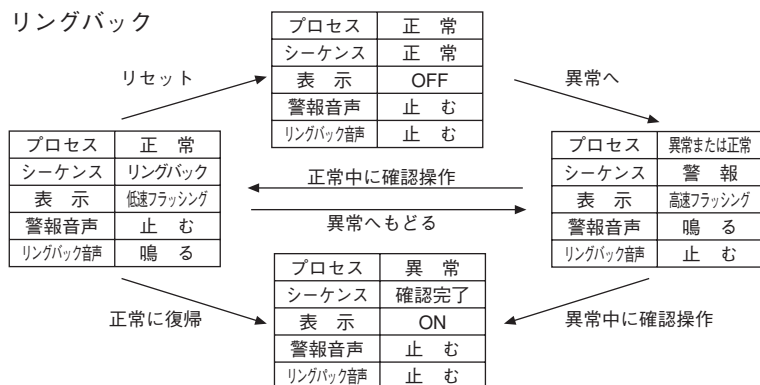 リングバック
プロセス 正 常
シーケンス 正 常
表 示 OFF
警報音声 止 む
リングバック音声 止 む
リセット
異常へ
プロセス 正 常
シーケンス リングバック
表 示 低速フラッシング
警報音声 止 む
リングバック音声 鳴 る
正常中に確認操作
異常へもどる
プロセス 異常または正常
シーケンス 警 報
表 示 高速フラッシング
警報音声 鳴 る
リングバック音声 止 む
正常に復帰
異常中に確認操作
プロセス 異 常
シーケンス 確認完了
表 示 ON
警報音声 止 む
リングバック音声 止 む